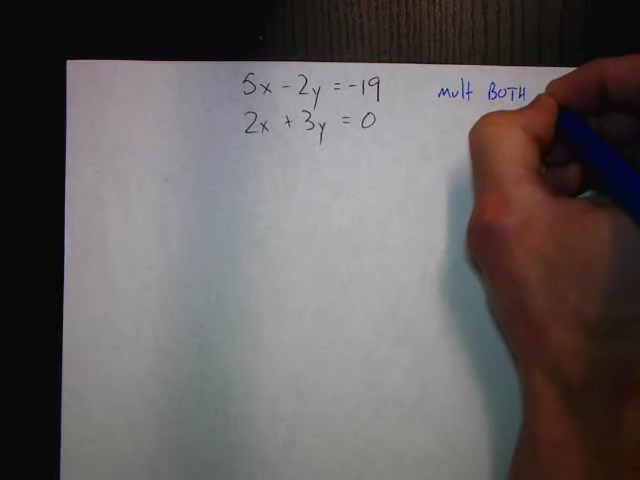 5x - 2y = -19
mult BOTH
2x + 3y = 0